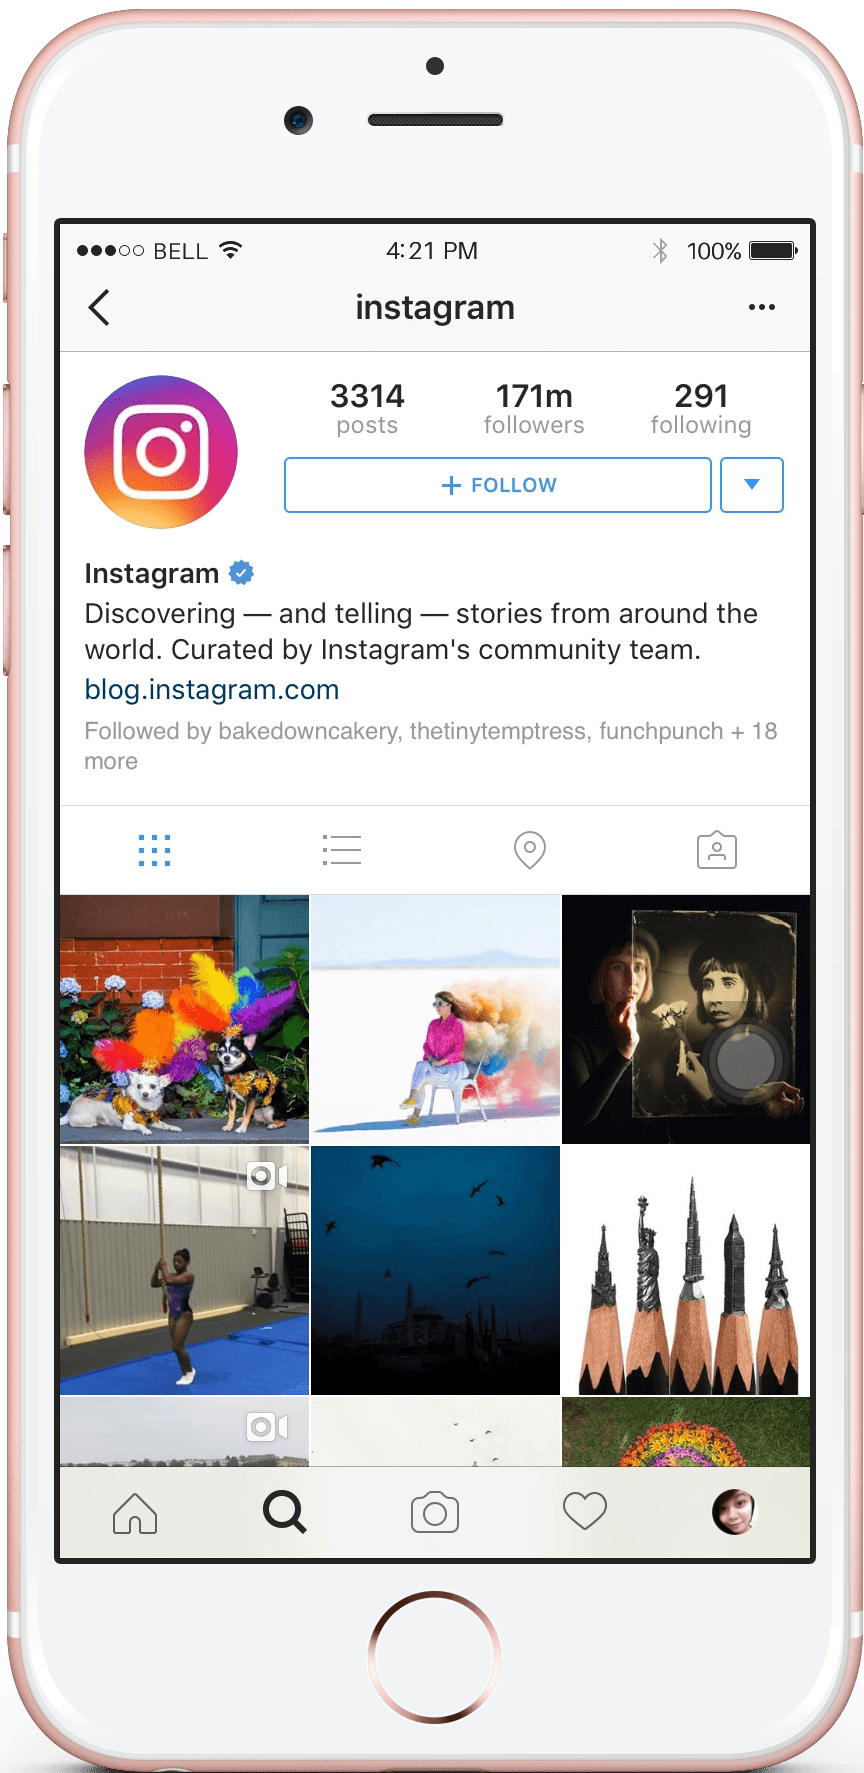 BELL 4:21 PM 100%
instagram
3314 171m 291
posts followers following
+ FOLLOW
Instagram
Discovering — and telling — stories from around the
world. Curated by Instagram's community team.
blog.instagram.com
Followed by bakedowncakery, thetinytemptress, funchpunch + 18
more